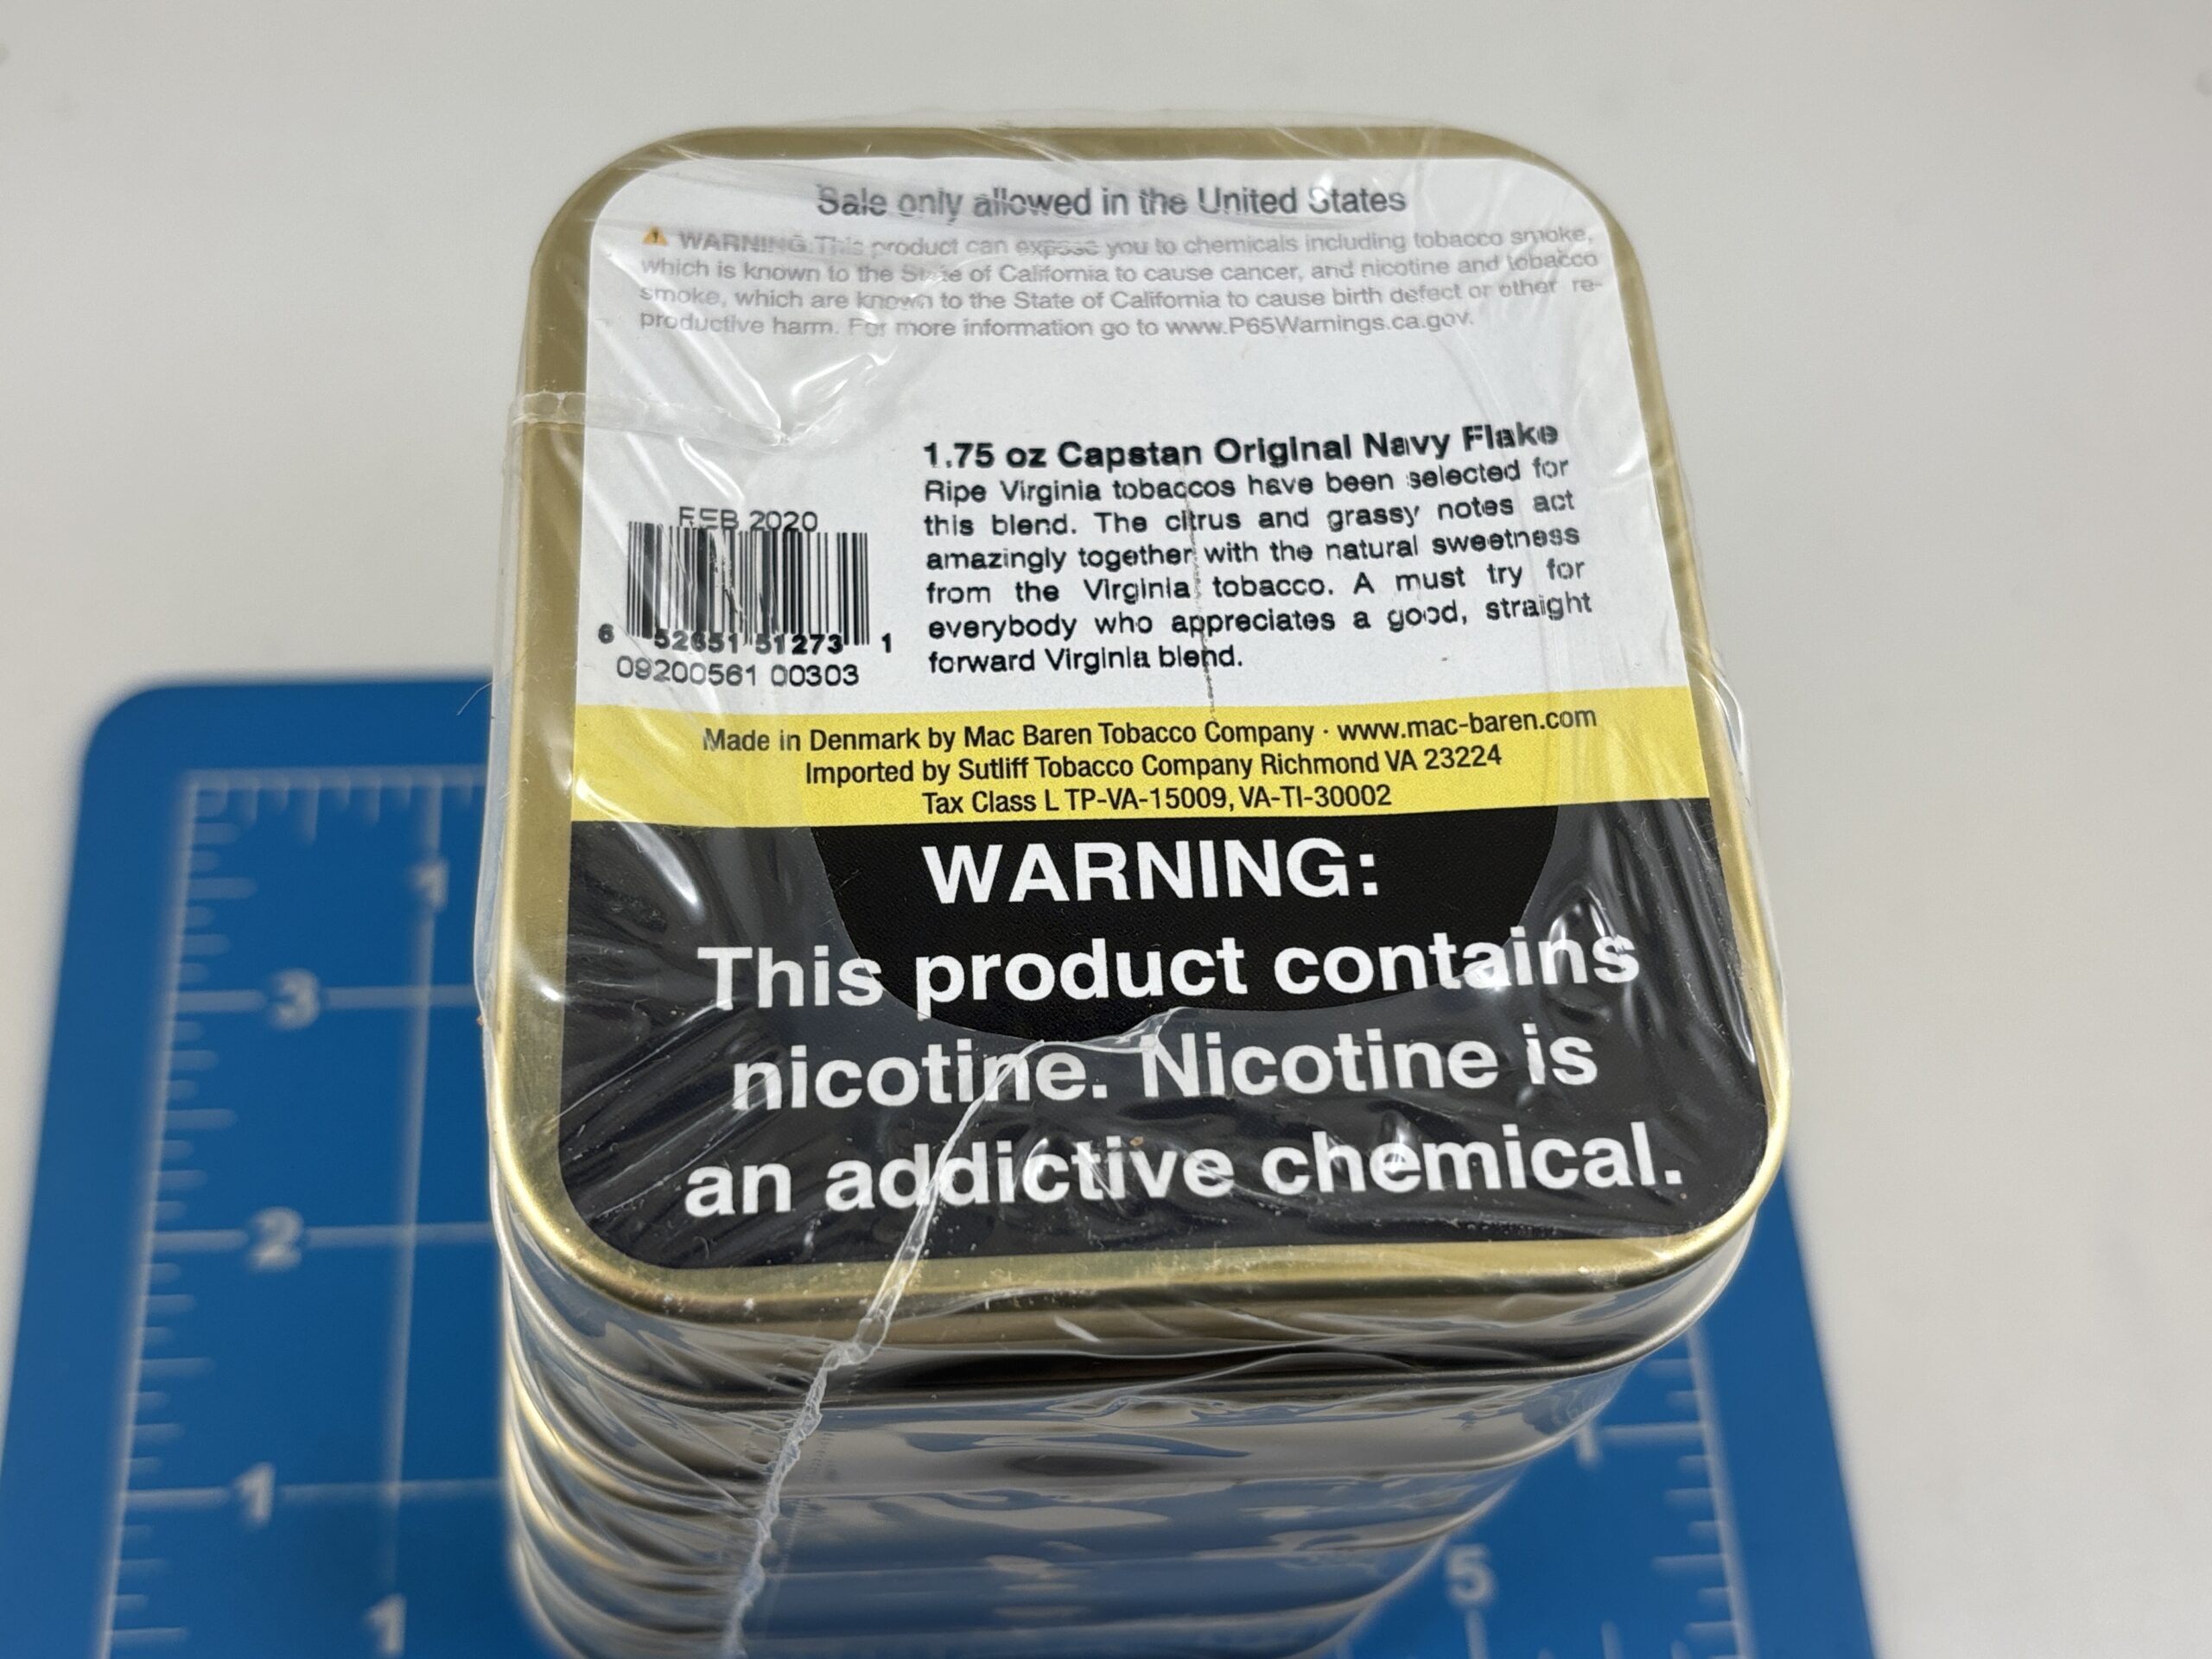 Sale only allowed in the United States
⚠ WARNING:This product can expose you to chemicals including tobacco smoke,
which is known to the State of California to cause cancer, and nicotine and tobacco
smoke, which are known to the State of California to cause birth defect or other re-
productive harm. For more information go to www.P65Warnings.ca.gov.
1.75 oz Capstan Original Navy Flake
Ripe Virginia tobaccos have been selected for
this blend. The citrus and grassy notes act
amazingly together with the natural sweetness
from the Virginia tobacco. A must try for
everybody who appreciates a good, straight
forward Virginia blend.
FEB 2020
6 52651 51273 1
09200561 00303
Made in Denmark by Mac Baren Tobacco Company · www.mac-baren.com
Imported by Sutliff Tobacco Company Richmond VA 23224
Tax Class L TP-VA-15009, VA-TI-30002
WARNING:
This product contains
nicotine. Nicotine is
an addictive chemical.
1
3
2
1
1
1
5